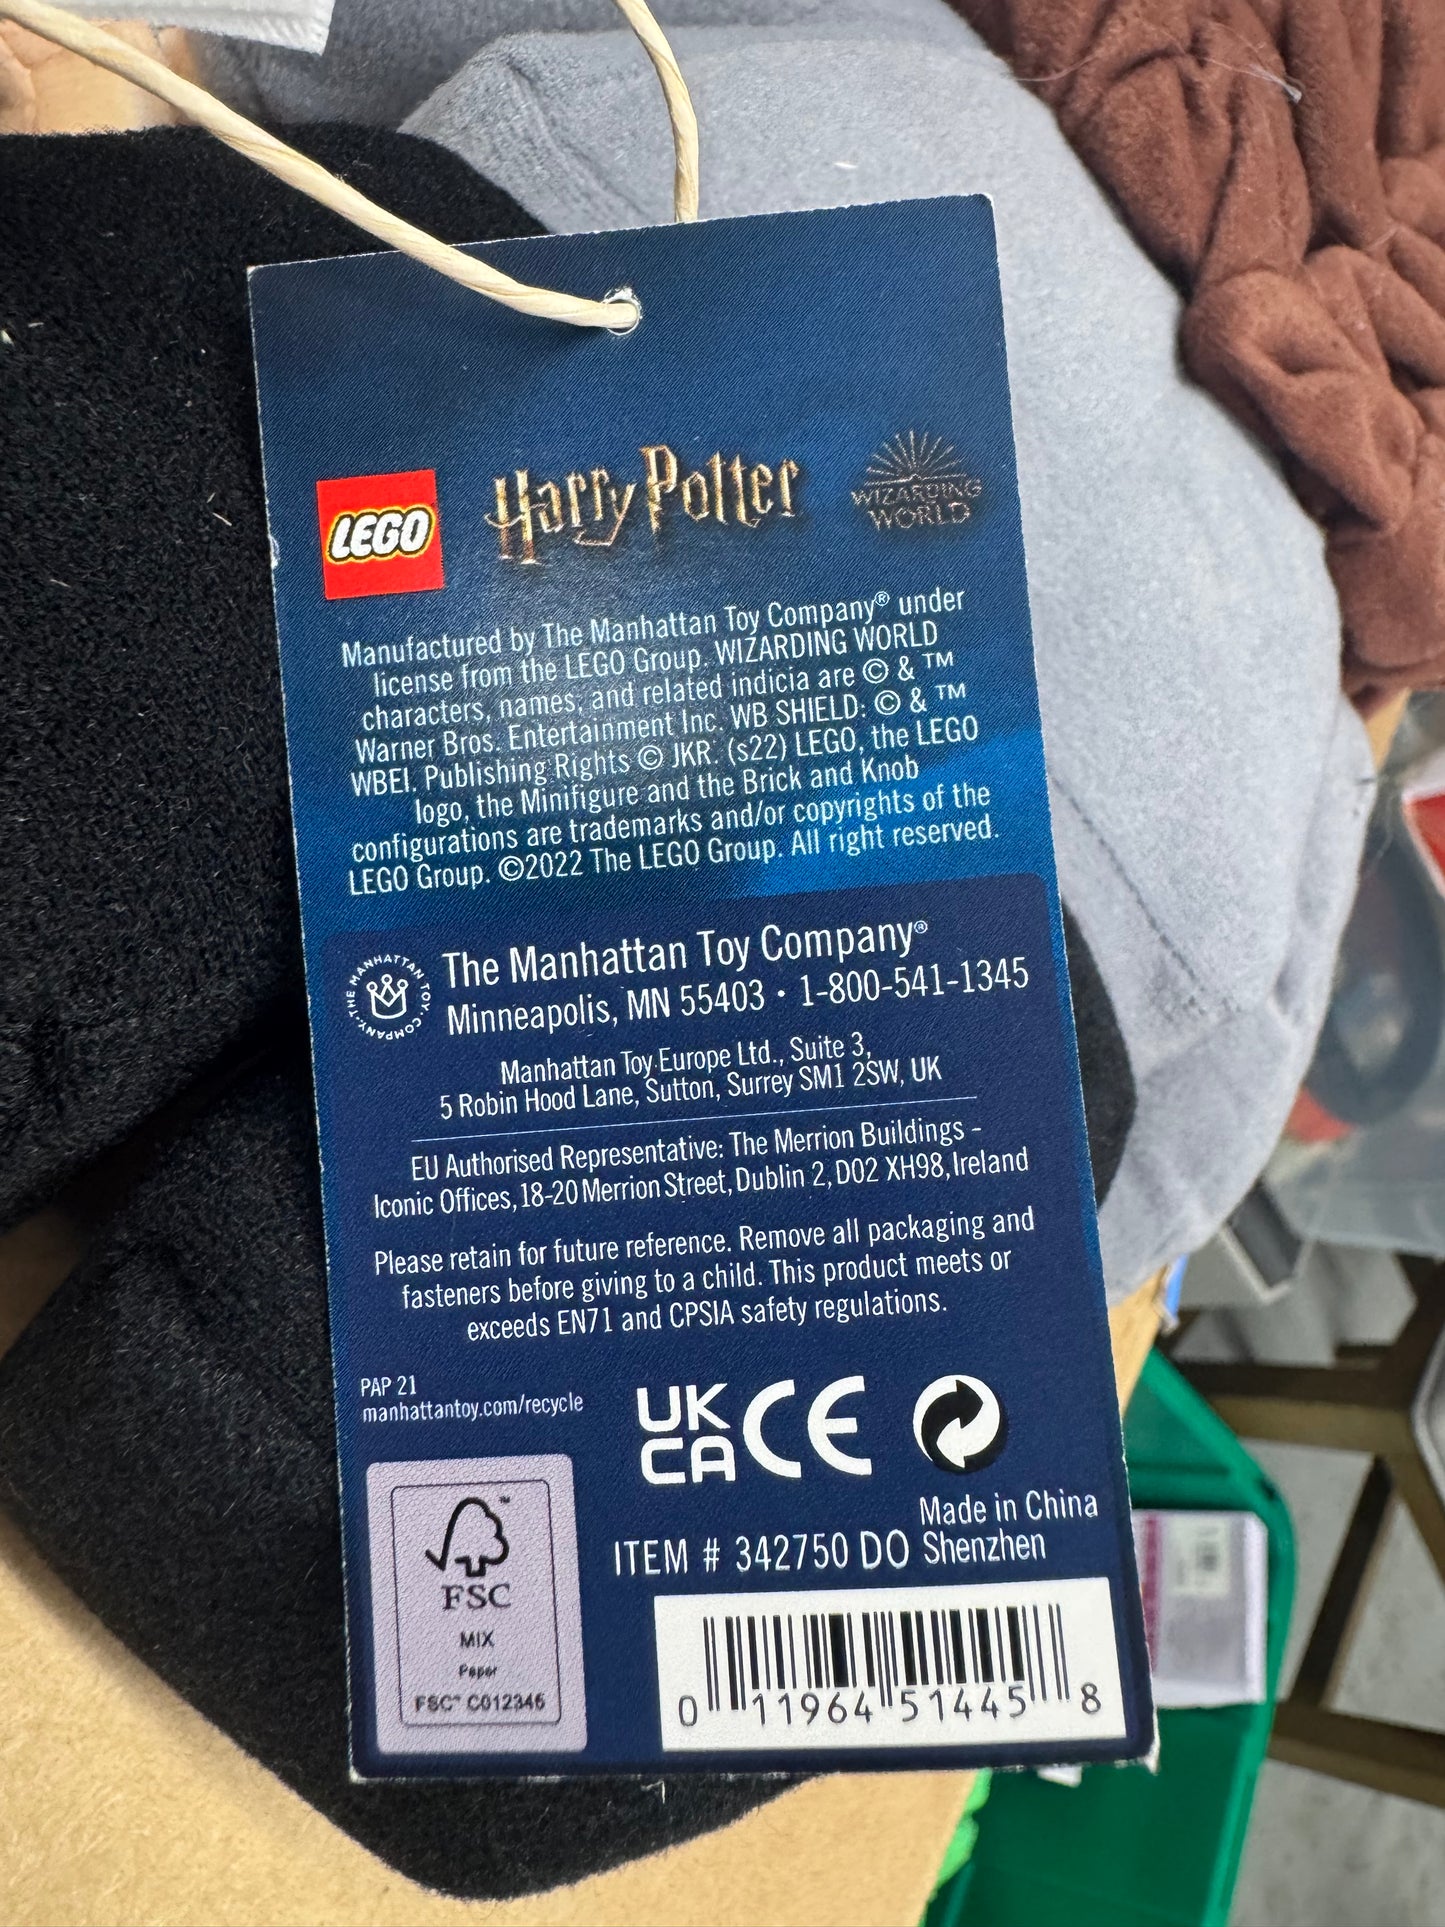 LEGO
Harry Potter
WIZARDING
WORLD
Manufactured by The Manhattan Toy Company® under
license from the LEGO Group. WIZARDING WORLD
characters, names, and related indicia are © & ™
Warner Bros. Entertainment Inc. WB SHIELD: © & ™
WBEI. Publishing Rights © JKR. (s22) LEGO, the LEGO
logo, the Minifigure and the Brick and Knob
configurations are trademarks and/or copyrights of the
LEGO Group. ©2022 The LEGO Group. All right reserved.
THE MANHATTAN TOY COMPANY
The Manhattan Toy Company®
Minneapolis, MN 55403 • 1-800-541-1345
Manhattan Toy Europe Ltd., Suite 3,
5 Robin Hood Lane, Sutton, Surrey SM1 2SW, UK
EU Authorised Representative: The Merrion Buildings -
Iconic Offices, 18-20 Merrion Street, Dublin 2, D02 XH98, Ireland
Please retain for future reference. Remove all packaging and
fasteners before giving to a child. This product meets or
exceeds EN71 and CPSIA safety regulations.
PAP 21
manhattantoy.com/recycle
UK
CA
CE
FSC™
MIX
Paper
FSC™ C012346
Made in China
ITEM # 342750 DO Shenzhen
0 11964 51445 8